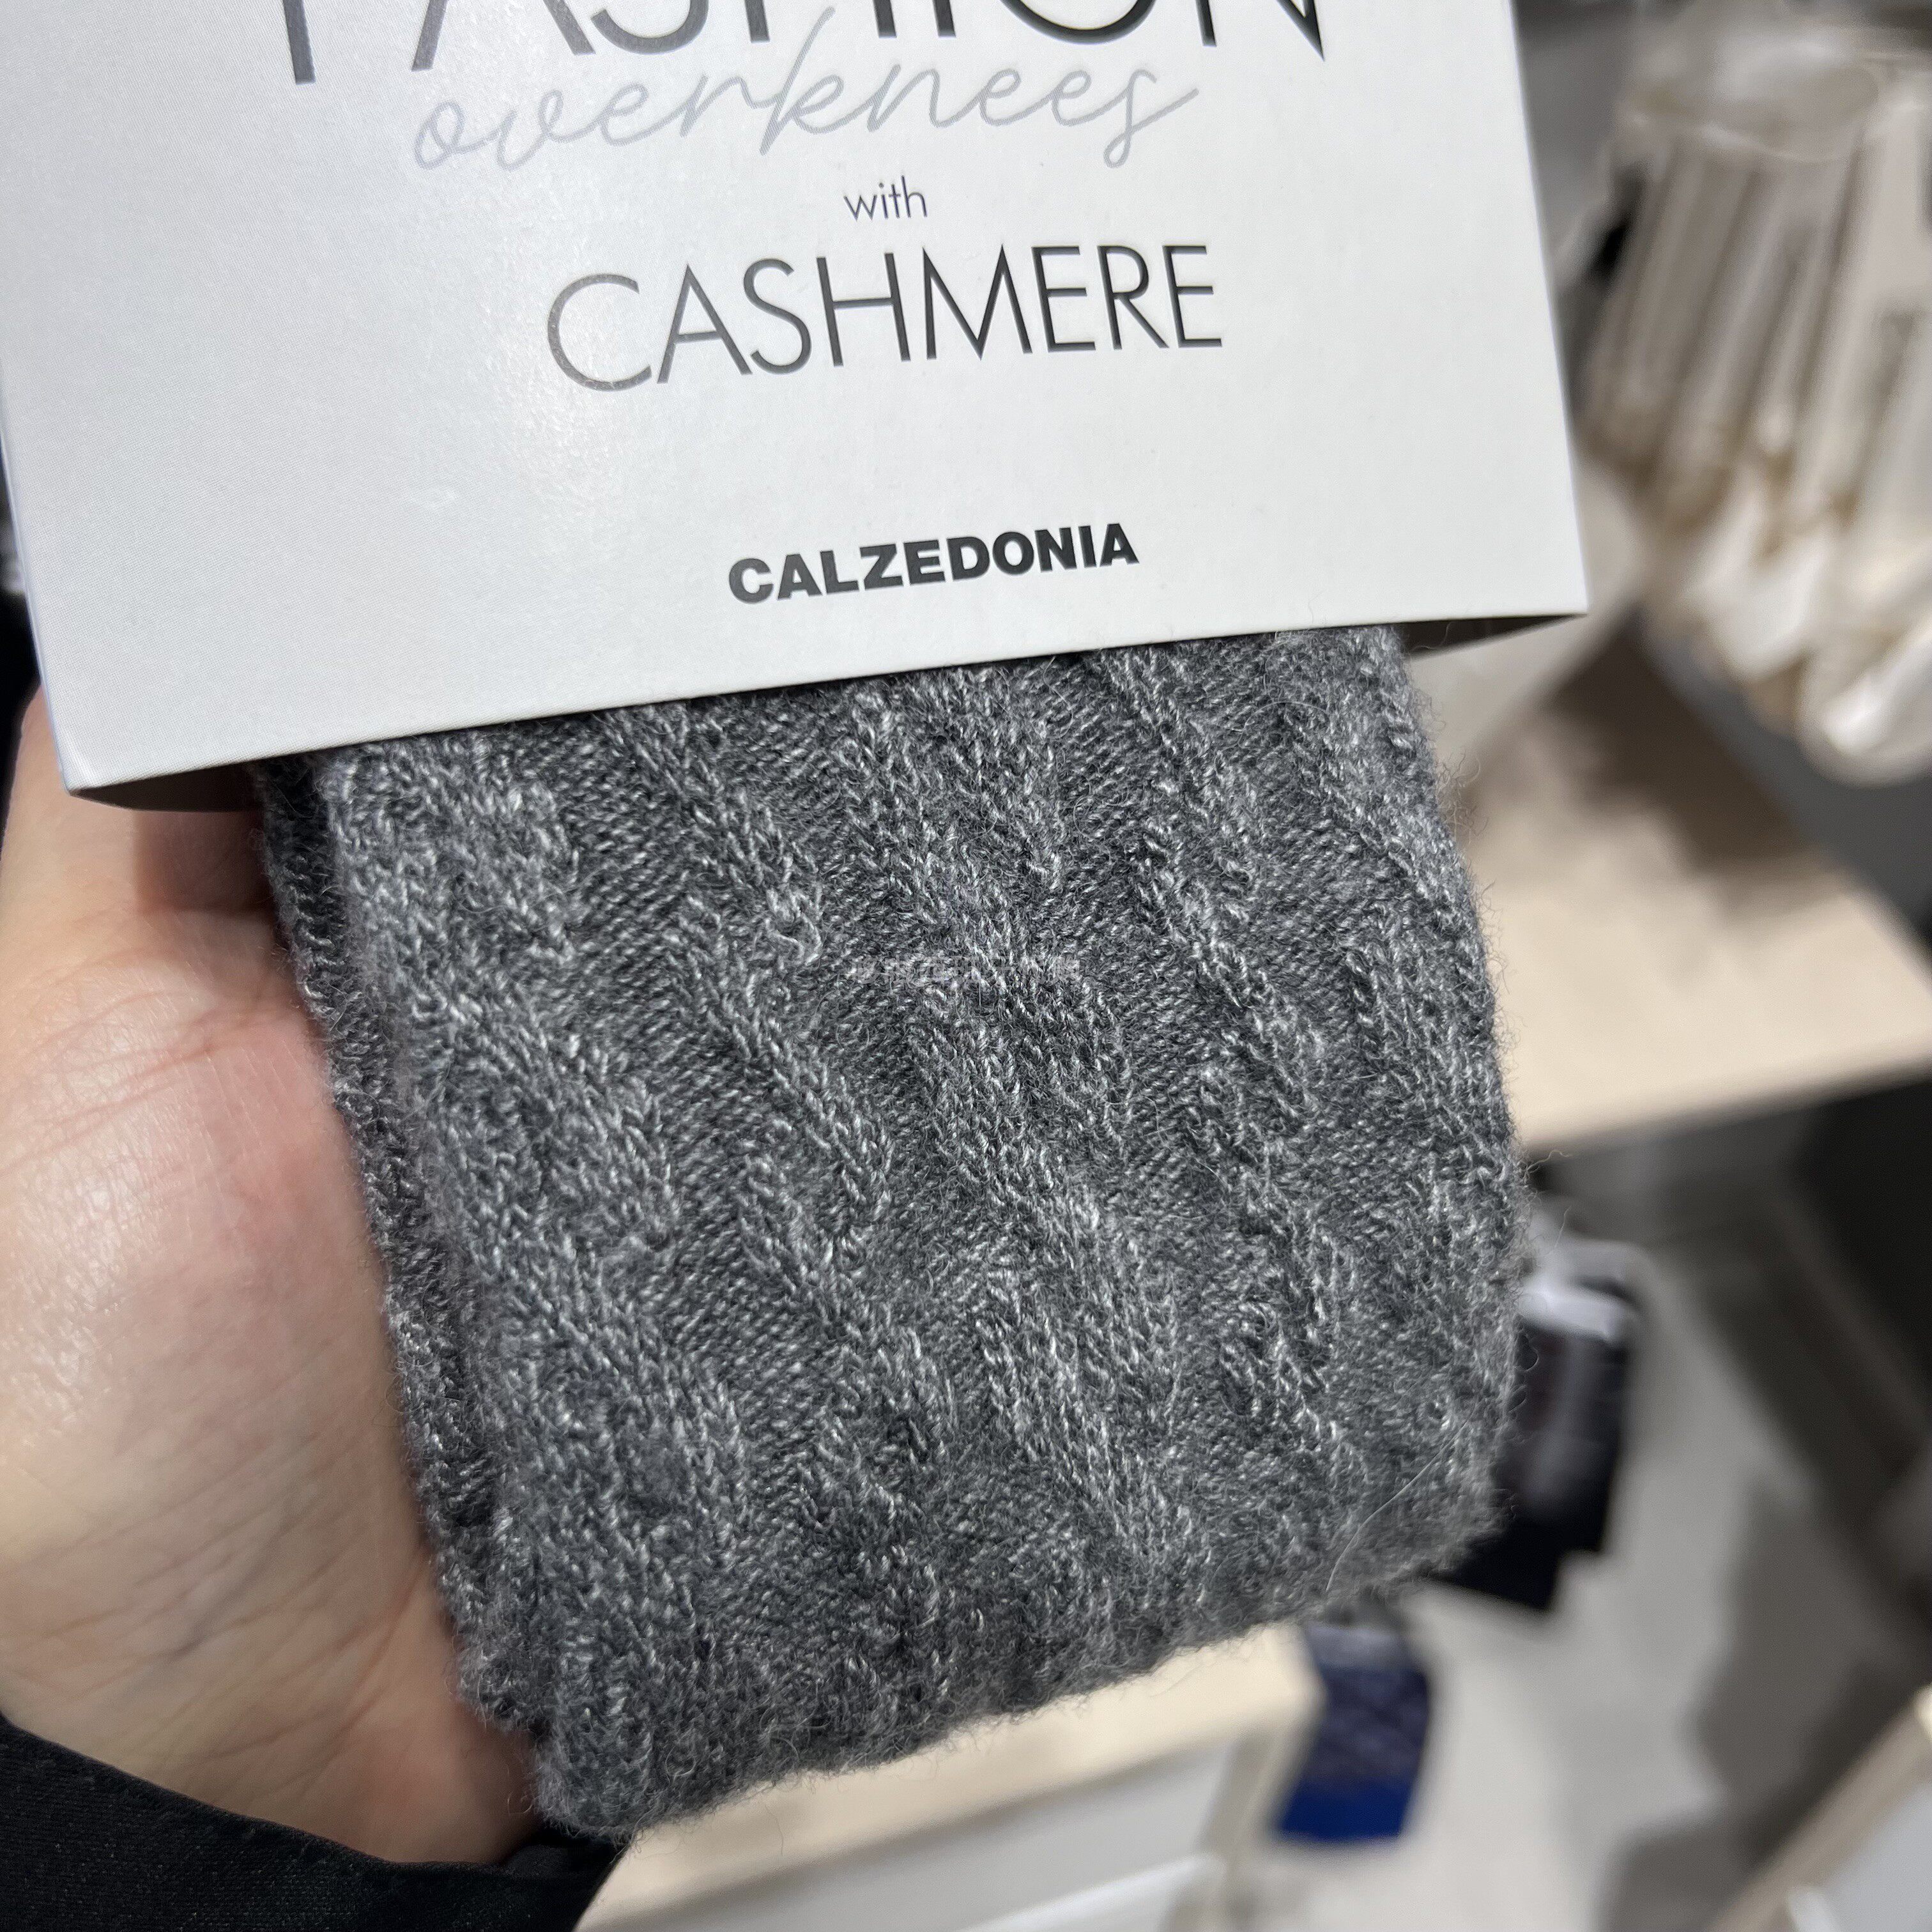 FASHION
overknees
with
CASHMERE
CALZEDONIA